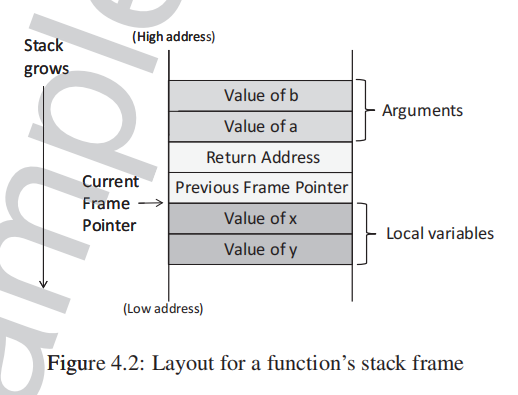 (High address)
Stack
grows
Value of b
Value of a
Arguments
Return Address
Previous Frame Pointer
Current
Frame
Pointer
Value of x
Value of y
Local variables
(Low address)
Figure 4.2: Layout for a function's stack frame